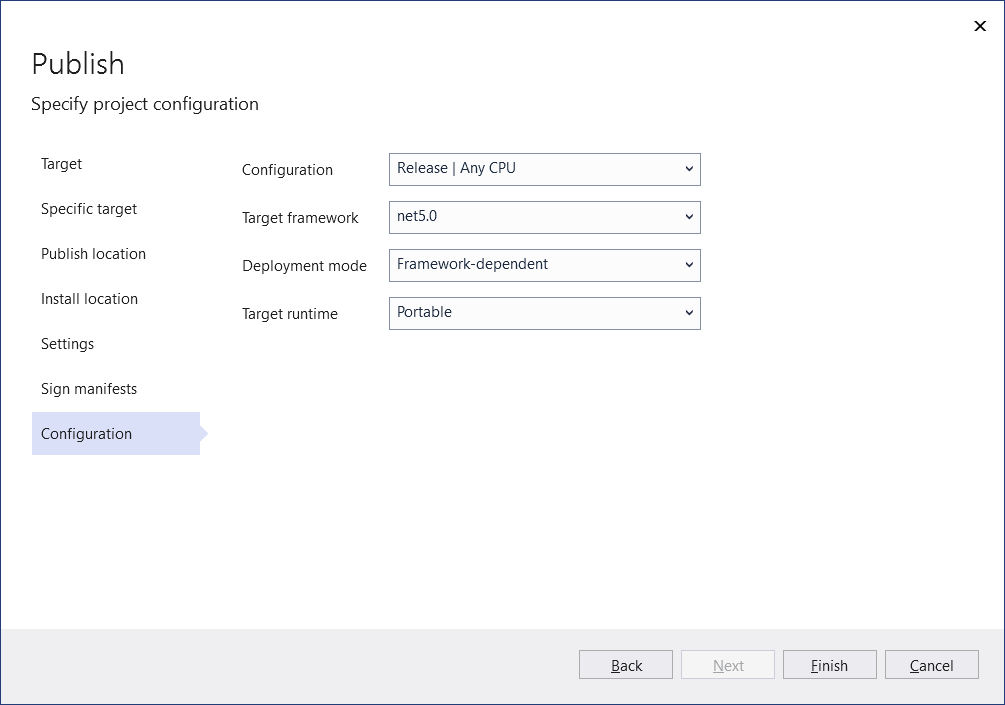 Publish
Specify project configuration
Target
Specific target
Publish location
Install location
Settings
Sign manifests
Configuration
Configuration Release | Any CPU
Target framework net5.0
Deployment mode Framework-dependent
Target runtime Portable
Back Next Finish Cancel